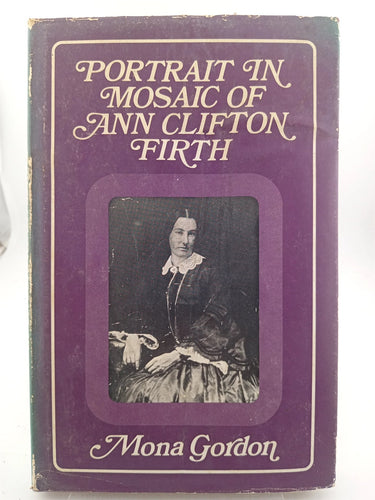 PORTRAIT IN
MOSAIC OF
ANN CLIFTON
FIRTH
Mona Gordon